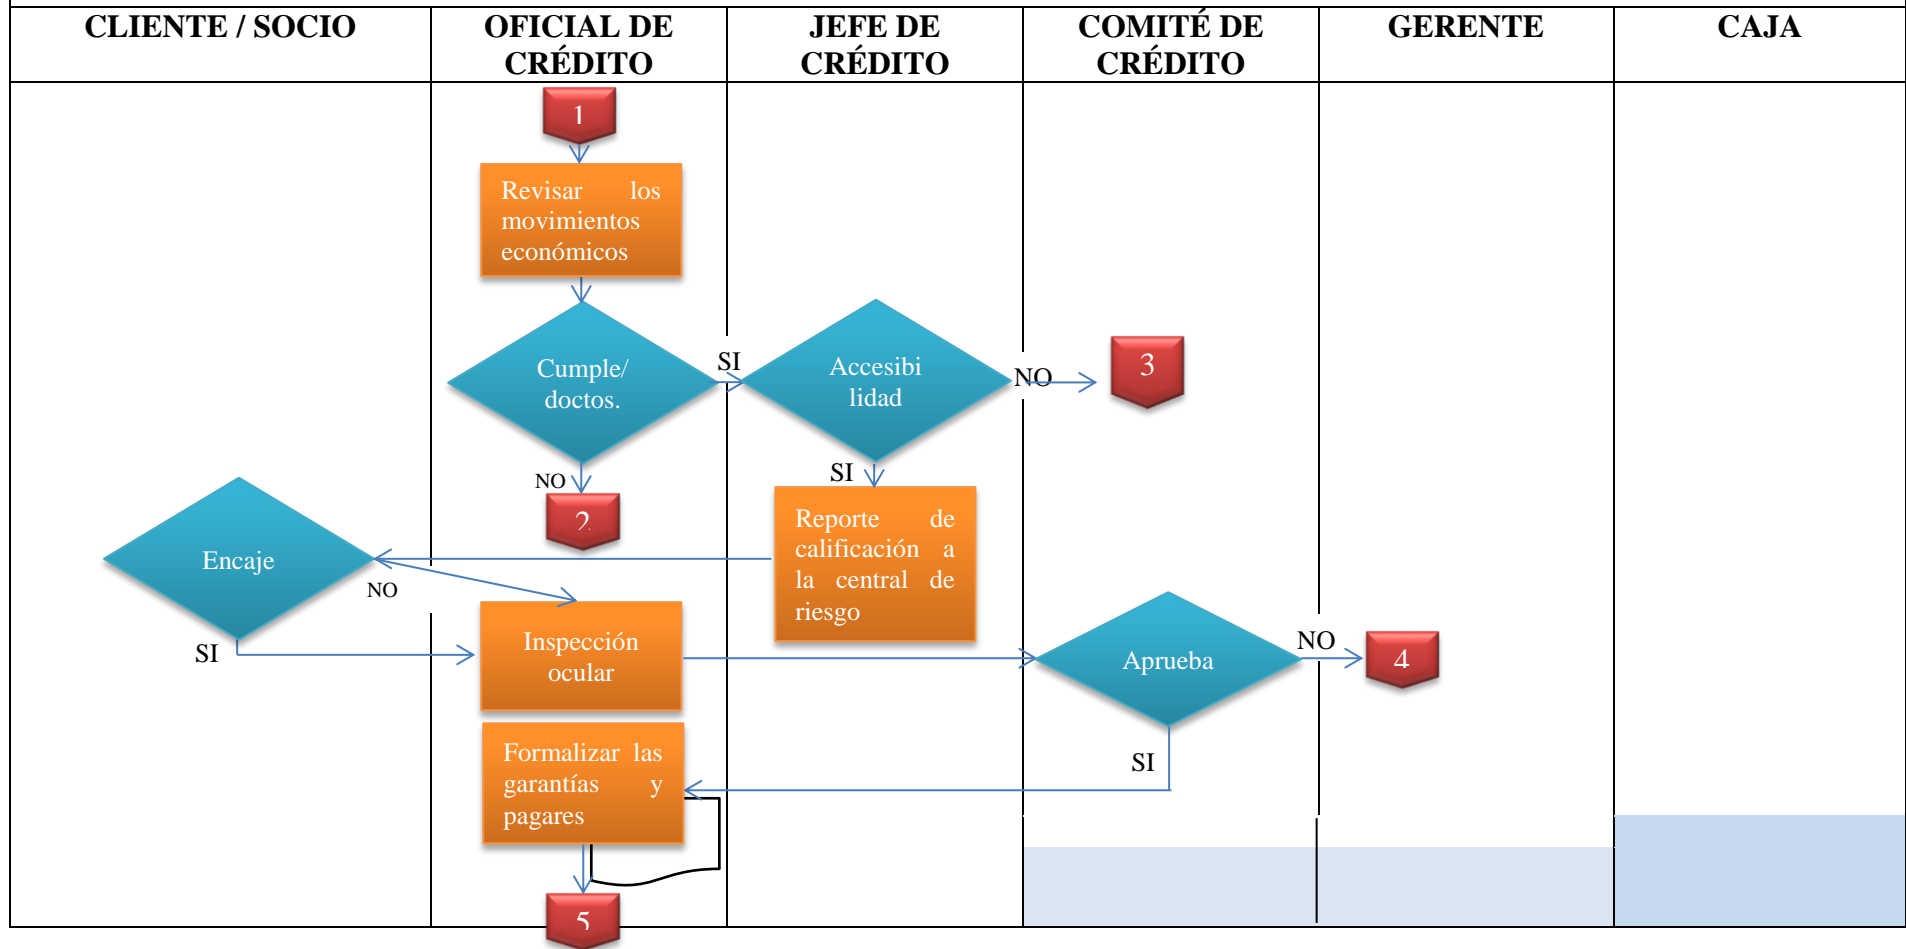 CLIENTE / SOCIO
OFICIAL DE
CRÉDITO
JEFE DE
CRÉDITO
COMITÉ DE
CRÉDITO
GERENTE
CAJA
1
Revisar los
movimientos
económicos
Cumple/
doctos.
SI
Accesibi
lidad
NO
3
NO
2
SI
Reporte de
calificación a
la central de
riesgo
Encaje
NO
SI
Inspección
ocular
Aprueba
NO
4
SI
Formalizar las
garantías y
pagares
5